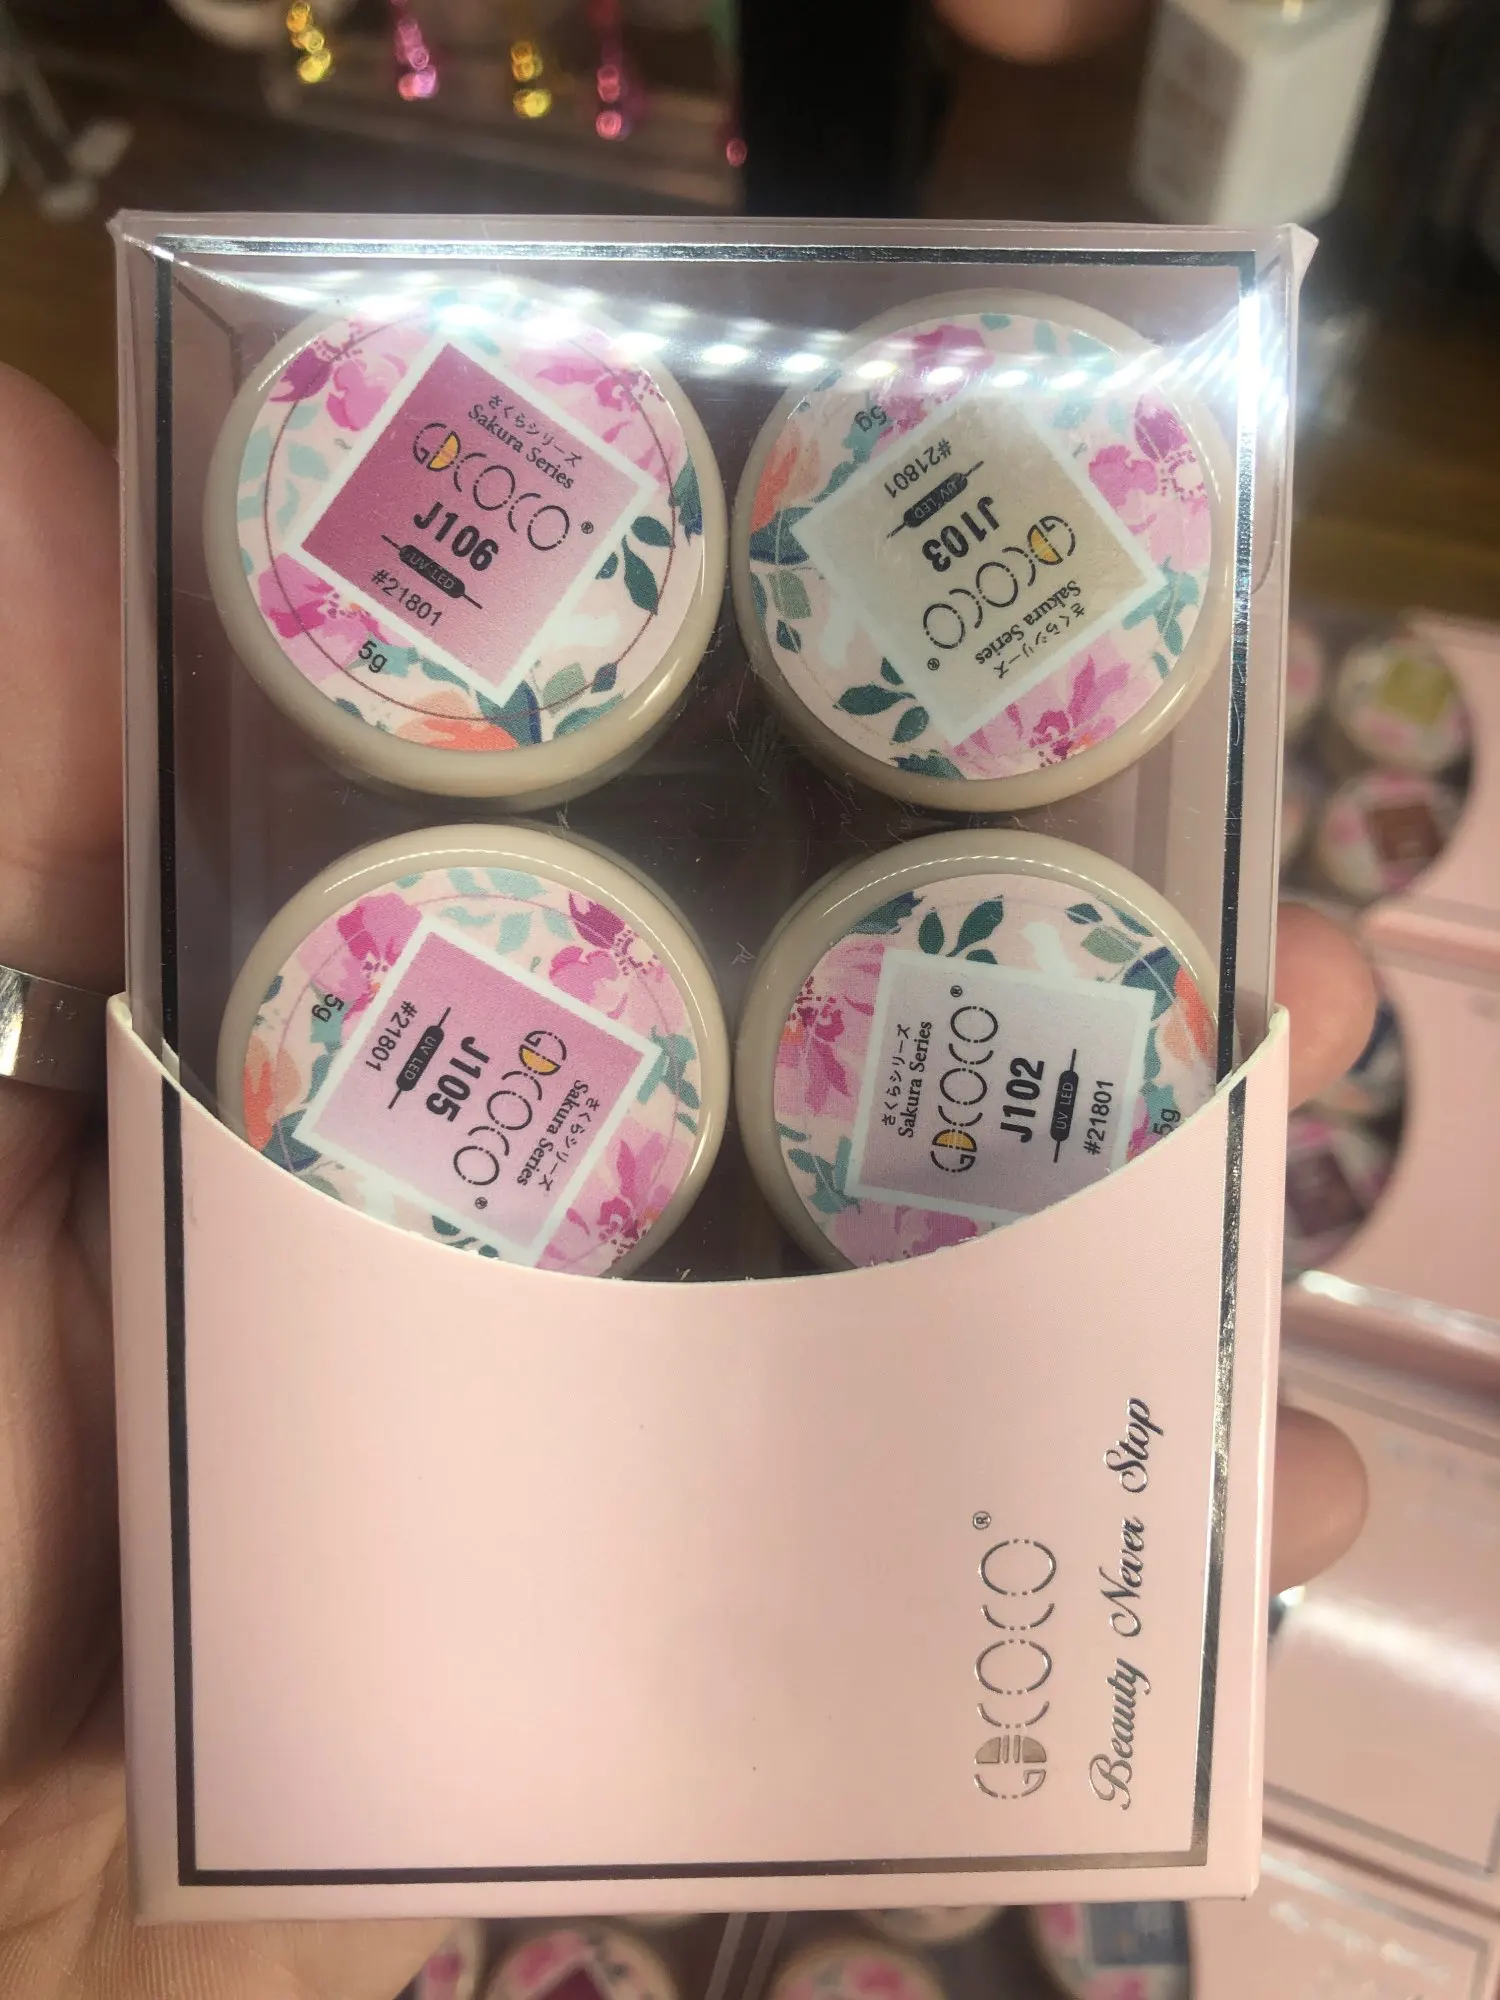 さくらシリーズ
Sakura Series
GDCOCO®
J106
UV LED
#21801
5g
さくらシリーズ
Sakura Series
GDCOCO®
J103
UV LED
#21801
5g
さくらシリーズ
Sakura Series
GDCOCO®
J105
UV LED
#21801
5g
さくらシリーズ
Sakura Series
GDCOCO®
J102
UV LED
#21801
5g
GDCOCO®
Beauty Never Stop